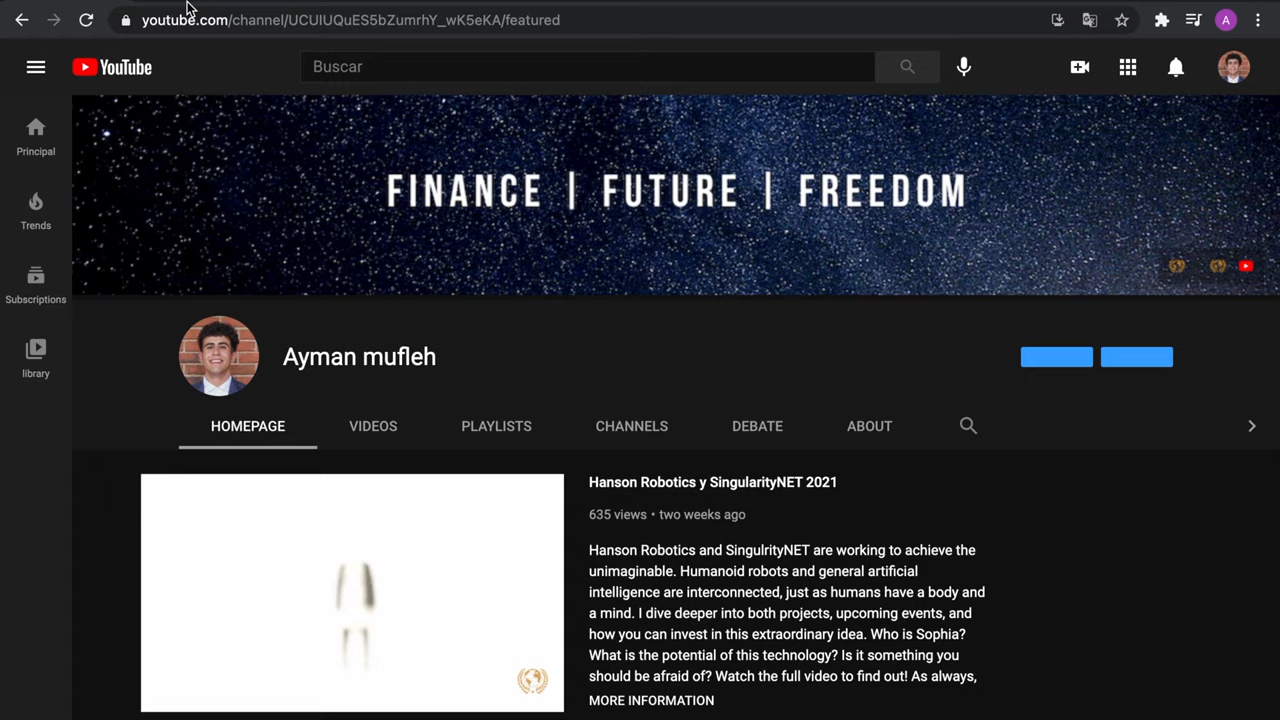 youtube.com/channel/UCUIUQuES5bZumrhY_wK5eKA/featured
A
YouTube
Buscar
Principal
Trends
Subscriptions
library
FINANCE | FUTURE | FREEDOM
Ayman mufleh
HOMEPAGE
VIDEOS
PLAYLISTS
CHANNELS
DEBATE
ABOUT
Hanson Robotics y SingularityNET 2021
635 views • two weeks ago
Hanson Robotics and SingulrityNET are working to achieve the
unimaginable. Humanoid robots and general artificial
intelligence are interconnected, just as humans have a body and
a mind. I dive deeper into both projects, upcoming events, and
how you can invest in this extraordinary idea. Who is Sophia?
What is the potential of this technology? Is it something you
should be afraid of? Watch the full video to find out! As always,
MORE INFORMATION